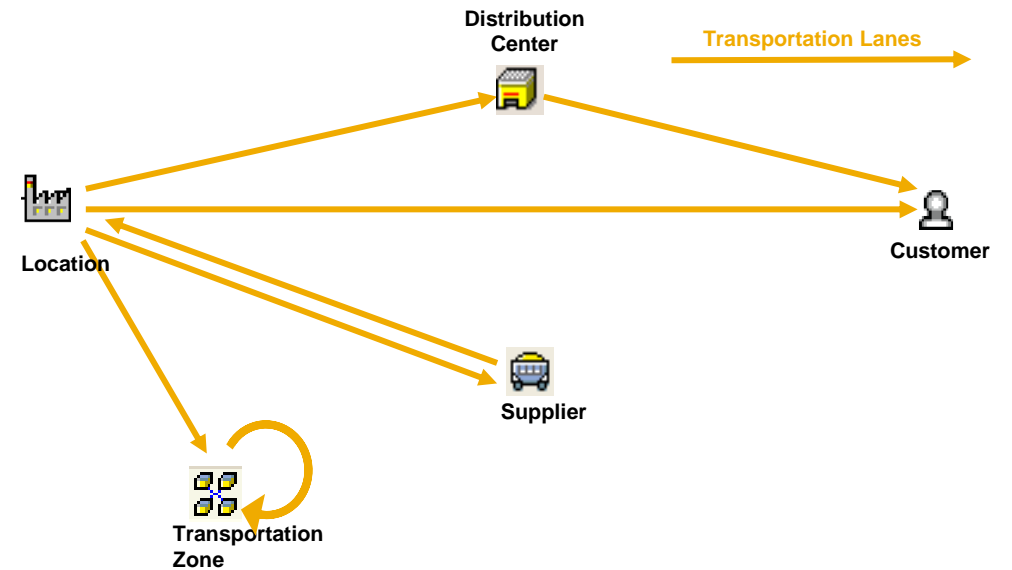 Distribution
Center
Transportation Lanes
Location
Customer
Supplier
Transportation
Zone